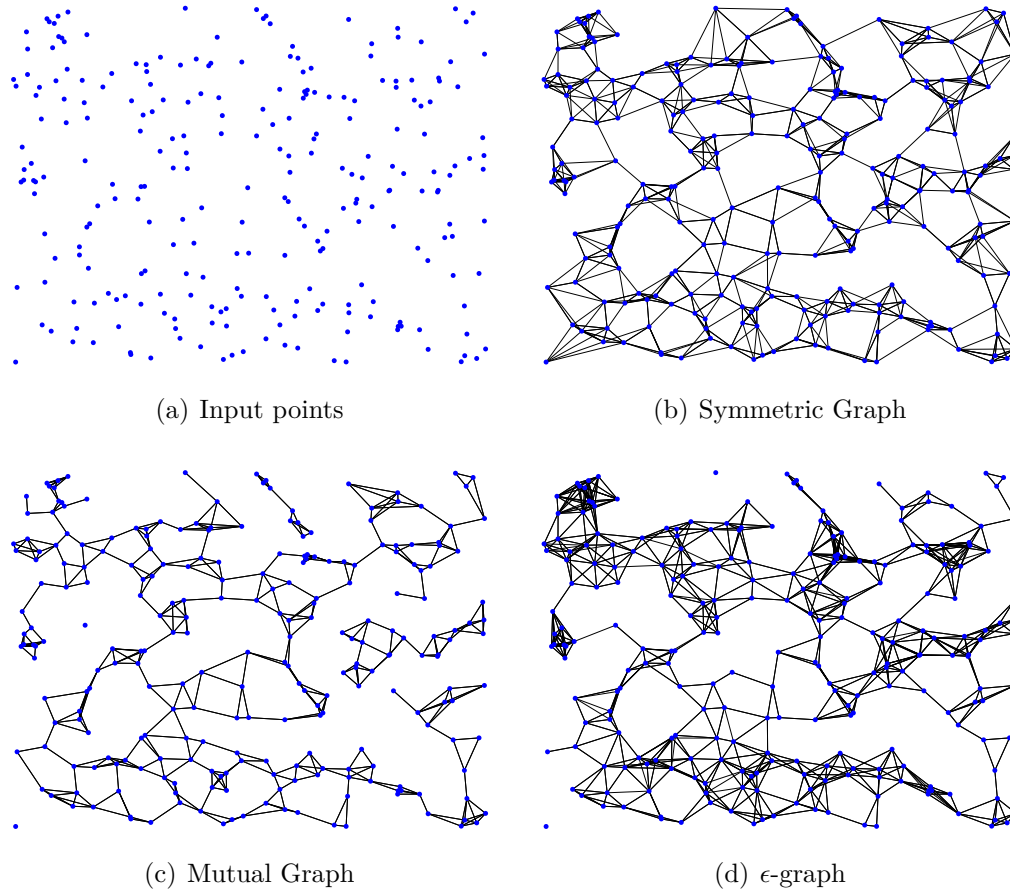 (a) Input points
(b) Symmetric Graph
(c) Mutual Graph
(d) ϵ-graph